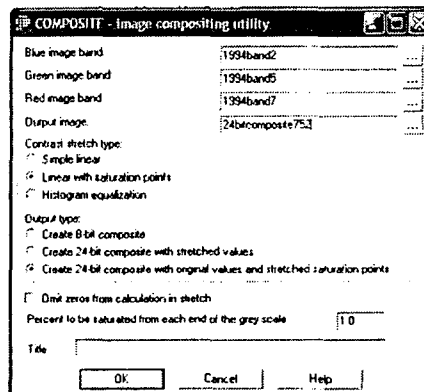 COMPOSITE - Image compositing utility
Blue image band 1994band2 ...
Green image band 1994band5 ...
Red image band 1994band7 ...
Output image: 24bitcomposite753 ...
Contrast stretch type:
Simple linear
Linear with saturation points
Histogram equalization
Output type:
Create 8-bit composite
Create 24-bit composite with stretched values
Create 24-bit composite with original values and stretched saturation points
Omit zeros from calculation in stretch
Percent to be saturated from each end of the grey scale 1.0
Title
OK Cancel Help